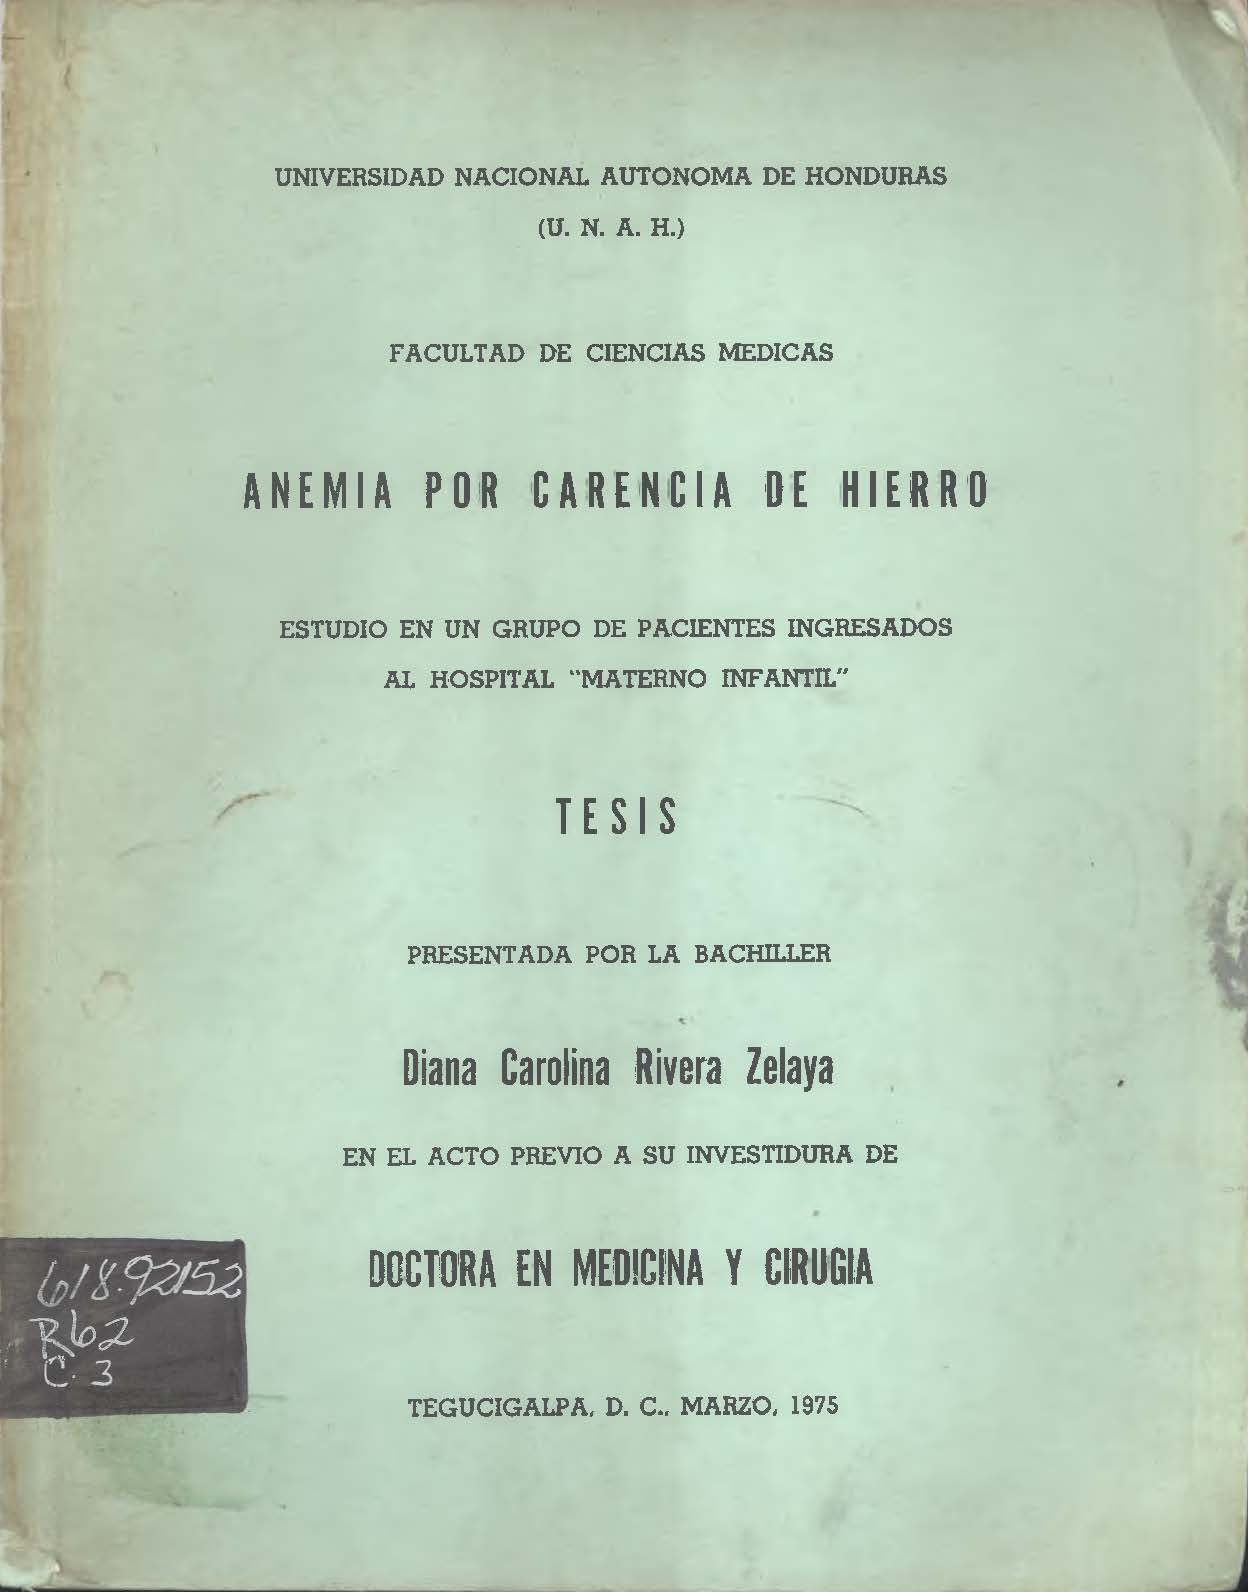 UNIVERSIDAD NACIONAL AUTONOMA DE HONDURAS
(U. N. A. H.)
FACULTAD DE CIENCIAS MEDICAS
ANEMIA POR CARENCIA DE HIERRO
ESTUDIO EN UN GRUPO DE PACIENTES INGRESADOS
AL HOSPITAL "MATERNO INFANTIL"
TESIS
PRESENTADA POR LA BACHILLER
Diana Carolina Rivera Zelaya
EN EL ACTO PREVIO A SU INVESTIDURA DE
DOCTORA EN MEDICINA Y CIRUGIA
618.92152
R62
C. 3
TEGUCIGALPA, D. C., MARZO, 1975